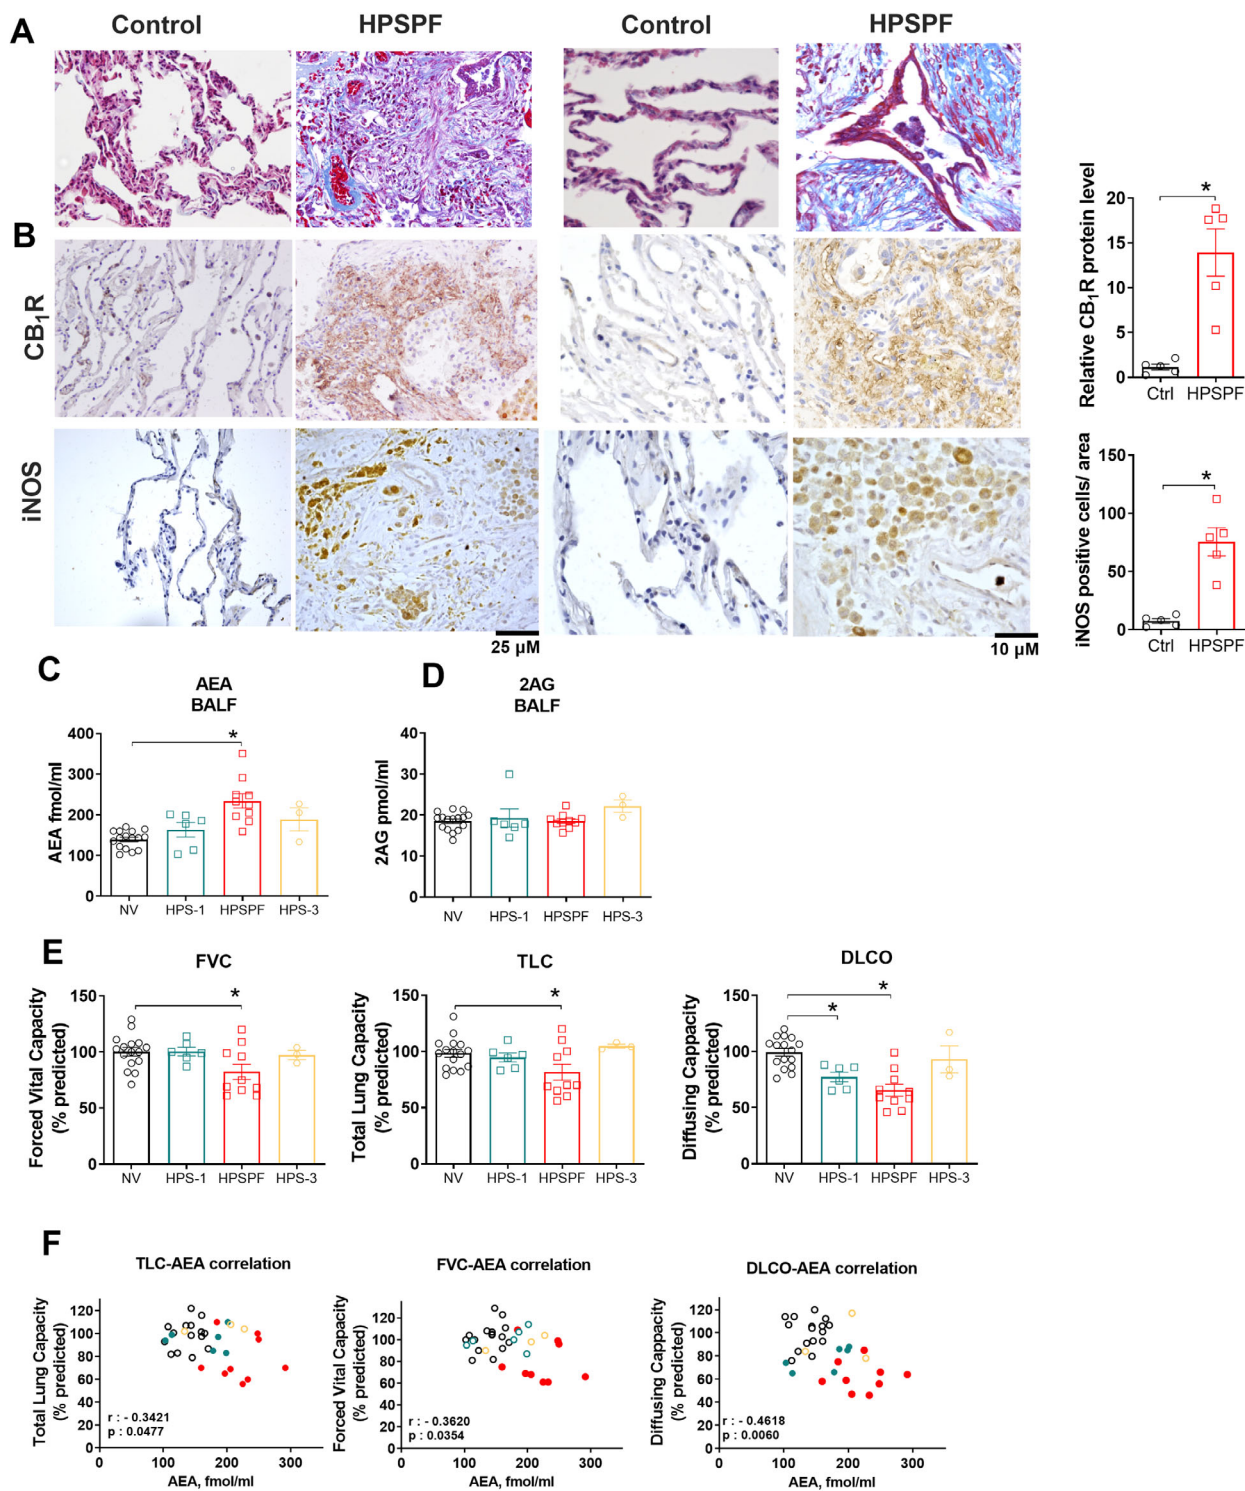 A
Control
HPSPF
Control
HPSPF
B
CB1R
iNOS
25 µM
10 µM
Relative CB1R protein level
20
15
10
5
0
*
Ctrl
HPSPF
iNOS positive cells/ area
150
100
50
0
*
Ctrl
HPSPF
C
AEA
BALF
AEA fmol/ml
400
300
200
100
0
*
NV
HPS-1
HPSPF
HPS-3
D
2AG
BALF
2AG pmol/ml
40
30
20
10
0
NV
HPS-1
HPSPF
HPS-3
E
FVC
Forced Vital Capacity
(% predicted)
150
100
50
0
*
NV
HPS-1
HPSPF
HPS-3
TLC
Total Lung Capacity
(% predicted)
150
100
50
0
*
NV
HPS-1
HPSPF
HPS-3
DLCO
Diffusing Cappacity
(% predicted)
150
100
50
0
*
*
NV
HPS-1
HPSPF
HPS-3
F
TLC-AEA correlation
Total Lung Capacity
(% predicted)
120
100
80
60
40
20
0
r : - 0.3421
p : 0.0477
0
100
200
300
AEA, fmol/ml
FVC-AEA correlation
Forced Vital Capacity
(% predicted)
120
100
80
60
40
20
0
r : - 0.3620
p : 0.0354
0
100
200
300
AEA, fmol/ml
DLCO-AEA correlation
Diffusing Cappcity
(% predicted)
120
100
80
60
40
20
0
r : - 0.4618
p : 0.0060
0
100
200
300
AEA, fmol/ml